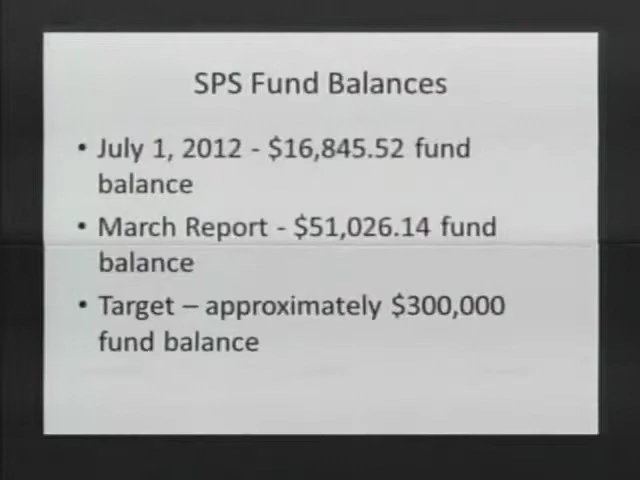 SPS Fund Balances
• July 1, 2012 - $16,845.52 fund
balance
• March Report - $51,026.14 fund
balance
• Target – approximately $300,000
fund balance